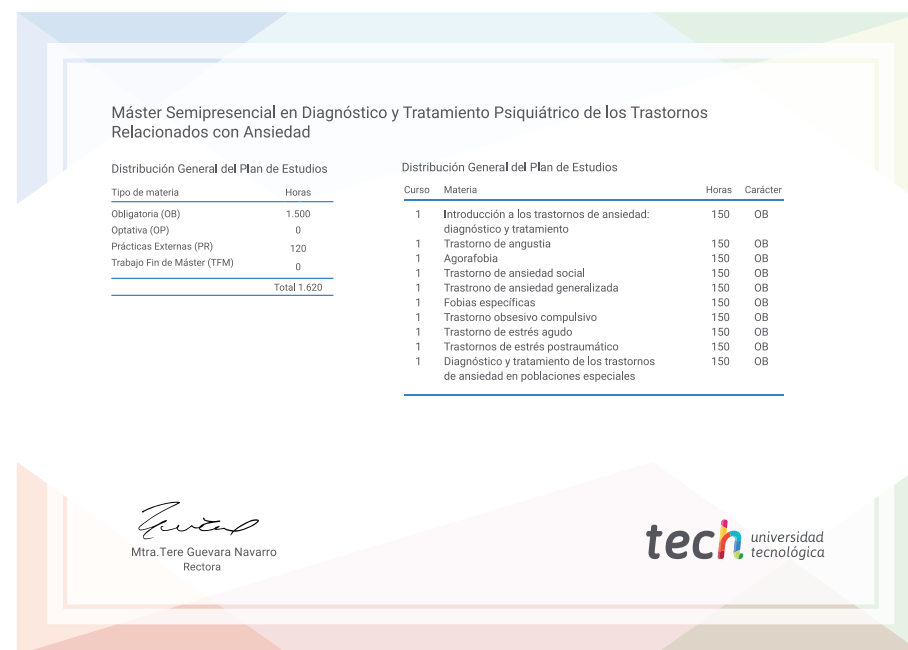 Máster Semipresencial en Diagnóstico y Tratamiento Psiquiátrico de los Trastornos
Relacionados con Ansiedad
Distribución General del Plan de Estudios
Tipo de materia Horas
Obligatoria (OB) 1.500
Optativa (OP) 0
Prácticas Externas (PR) 120
Trabajo Fin de Máster (TFM) 0
Total 1.620
Distribución General del Plan de Estudios
Curso Materia Horas Carácter
1 Introducción a los trastornos de ansiedad: 150 OB
diagnóstico y tratamiento
1 Trastorno de angustia 150 OB
1 Agorafobia 150 OB
1 Trastorno de ansiedad social 150 OB
1 Trastrono de ansiedad generalizada 150 OB
1 Fobias específicas 150 OB
1 Trastorno obsesivo compulsivo 150 OB
1 Trastorno de estrés agudo 150 OB
1 Trastornos de estrés postraumático 150 OB
1 Diagnóstico y tratamiento de los trastornos 150 OB
de ansiedad en poblaciones especiales
Mtra.Tere Guevara Navarro
Rectora
tech universidad
tecnológica